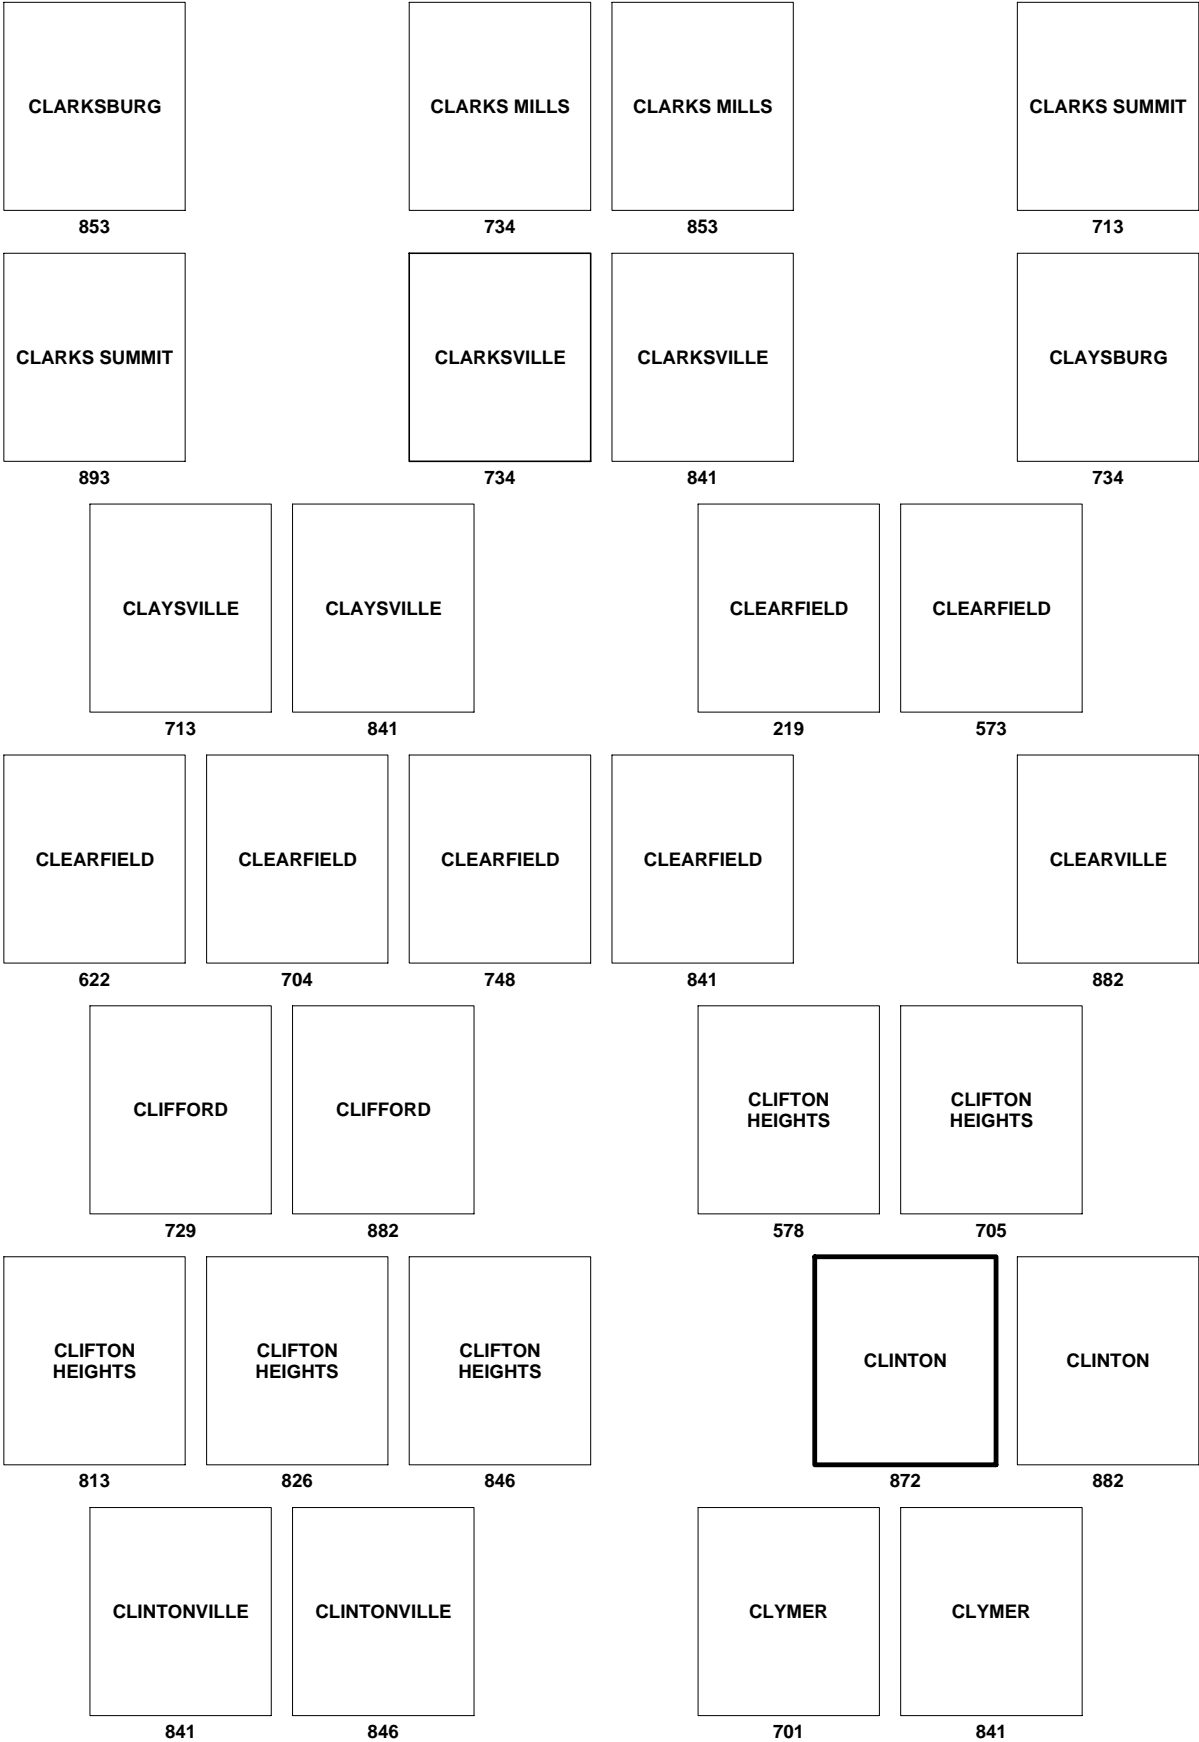 CLARKSBURG
CLARKS MILLS
CLARKS MILLS
CLARKS SUMMIT
853
734
853
713
CLARKS SUMMIT
CLARKSVILLE
CLARKSVILLE
CLAYSBURG
893
734
841
734
CLAYSVILLE
CLAYSVILLE
CLEARFIELD
CLEARFIELD
713
841
219
573
CLEARFIELD
CLEARFIELD
CLEARFIELD
CLEARFIELD
CLEARVILLE
622
704
748
841
882
CLIFFORD
CLIFFORD
CLIFTON
HEIGHTS
CLIFTON
HEIGHTS
729
882
578
705
CLIFTON
HEIGHTS
CLIFTON
HEIGHTS
CLIFTON
HEIGHTS
CLINTON
CLINTON
813
826
846
872
882
CLINTONVILLE
CLINTONVILLE
CLYMER
CLYMER
841
846
701
841